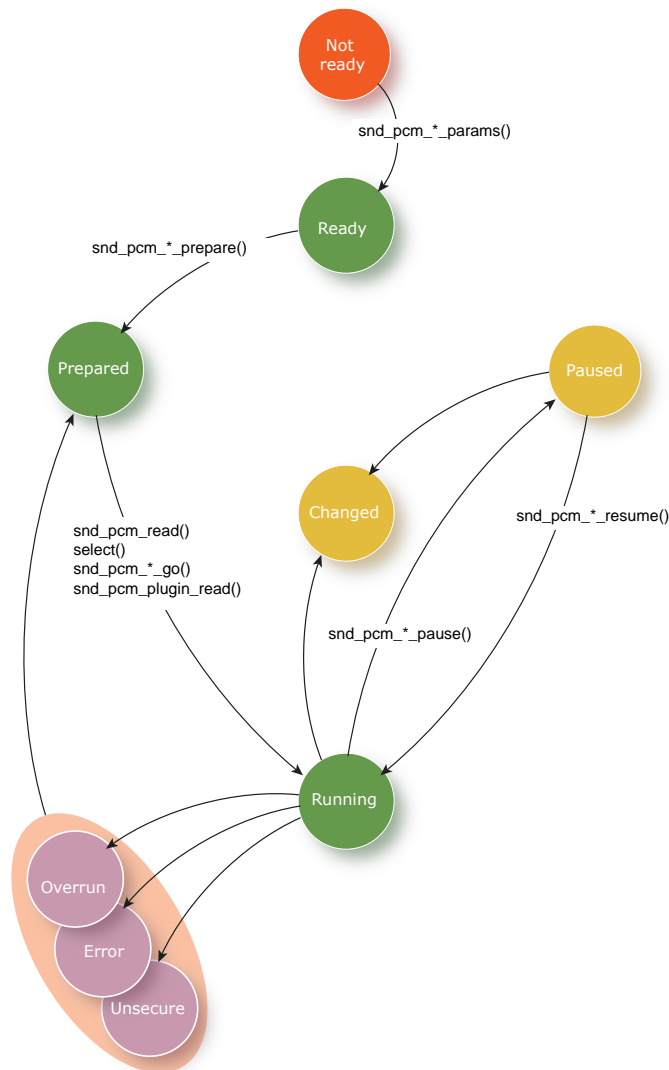 Not
ready
snd_pcm_*_params()
Ready
snd_pcm_*_prepare()
Prepared
Paused
Changed
snd_pcm_*_resume()
snd_pcm_read()
select()
snd_pcm_*_go()
snd_pcm_plugin_read()
snd_pcm_*_pause()
Running
Overrun
Error
Unsecure